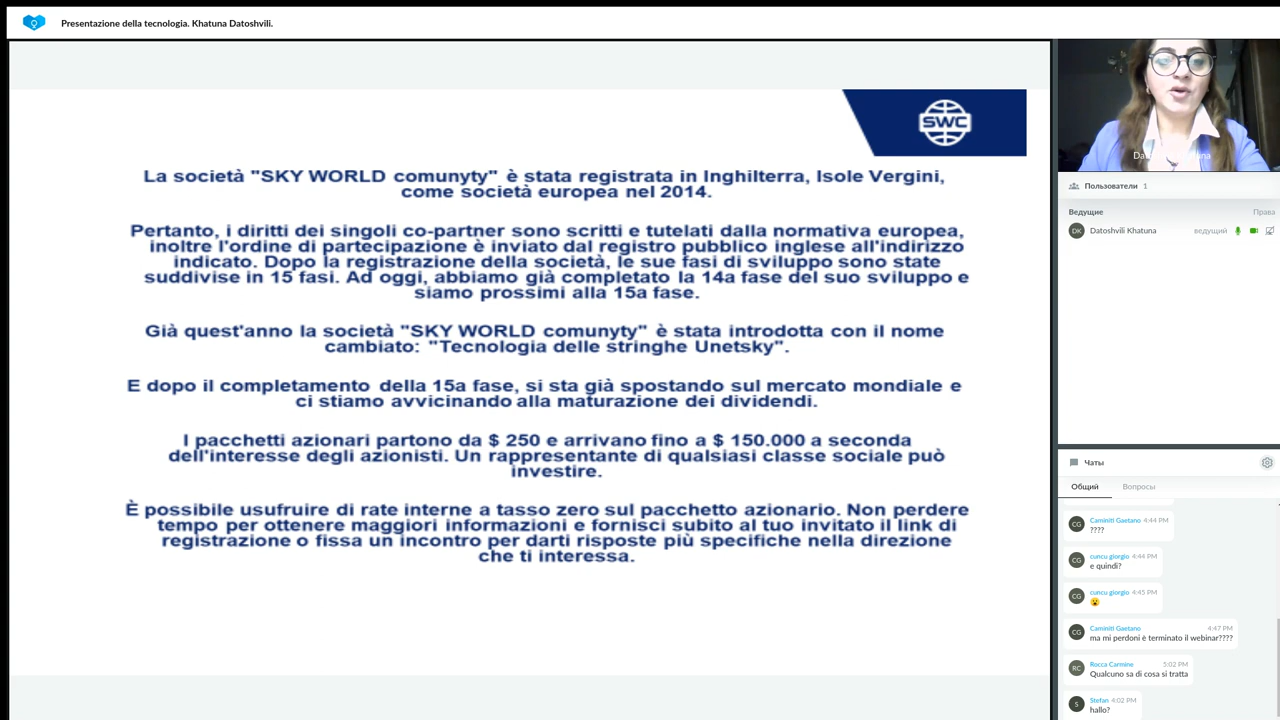 Presentazione della tecnologia. Khatuna Datoshvili.
SWC
La società "SKY WORLD comunyty" è stata registrata in Inghilterra, Isole Vergini,
come società europea nel 2014.
Pertanto, i diritti dei singoli co-partner sono scritti e tutelati dalla normativa europea,
inoltre l'ordine di partecipazione è inviato dal registro pubblico inglese all'indirizzo
indicato. Dopo la registrazione della società, le sue fasi di sviluppo sono state
suddivise in 15 fasi. Ad oggi, abbiamo già completato la 14a fase del suo sviluppo e
siamo prossimi alla 15a fase.
Già quest'anno la società "SKY WORLD comunyty" è stata introdotta con il nome
cambiato: "Tecnologia delle stringhe Unetsky".
E dopo il completamento della 15a fase, si sta già spostando sul mercato mondiale e
ci stiamo avvicinando alla maturazione dei dividendi.
I pacchetti azionari partono da $ 250 e arrivano fino a $ 150.000 a seconda
dell'interesse degli azionisti. Un rappresentante di qualsiasi classe sociale può
investire.
È possibile usufruire di rate interne a tasso zero sul pacchetto azionario. Non perdere
tempo per ottenere maggiori informazioni e fornisci subito al tuo invitato il link di
registrazione o fissa un incontro per darti risposte più specifiche nella direzione
che ti interessa.
Пользователи 1
Ведущие Права
DK Datoshvili Khatuna ведущий
Чаты
Общий Вопросы
CG Caminiti Gaetano 4:44 PM
????
CG cuncu giorgio 4:44 PM
e quindi?
CG cuncu giorgio 4:45 PM
😮
CG Caminiti Gaetano 4:47 PM
ma mi perdoni è terminato il webinar????
RC Rocca Carmine 5:02 PM
Qualcuno sa di cosa si tratta
S Stefan 4:02 PM
hallo?